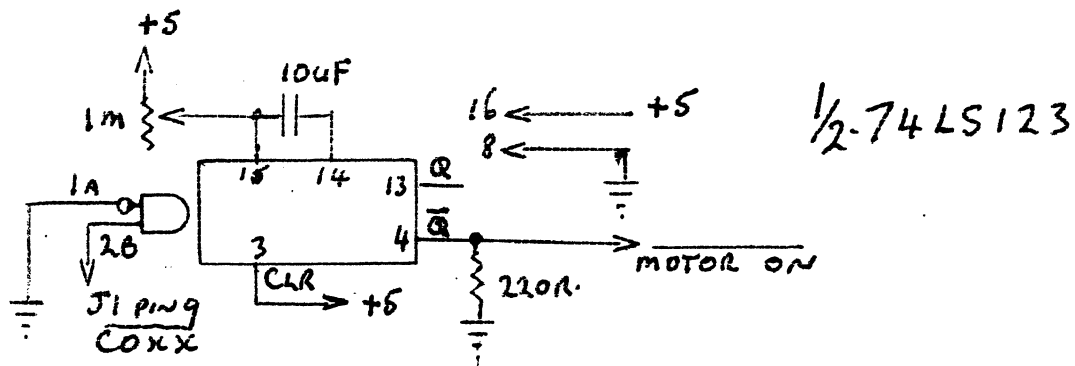 +5
10uF
1M
16 +5
8
1/2-74LS123
15 14
13 Q
1A
2B
4 Q̅
3
CLR
+5
MOTOR ON
220R.
J1 PIN 9
COXX